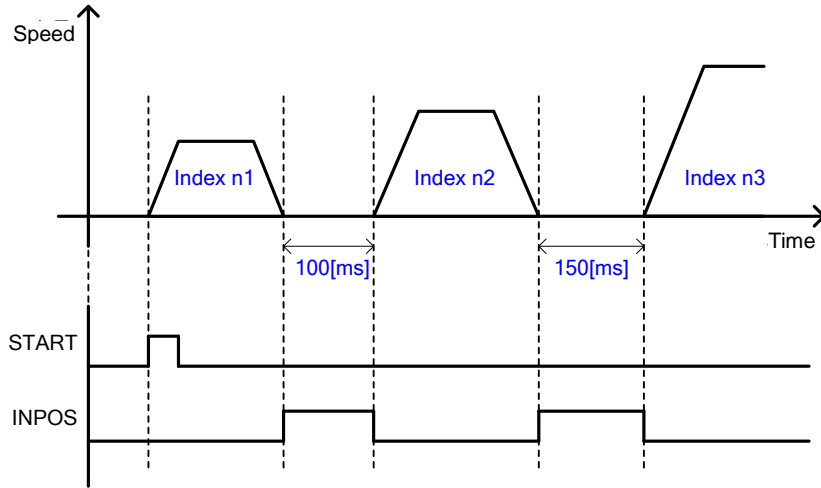 Speed
Index n1
Index n2
Index n3
Time
100[ms]
150[ms]
START
INPOS